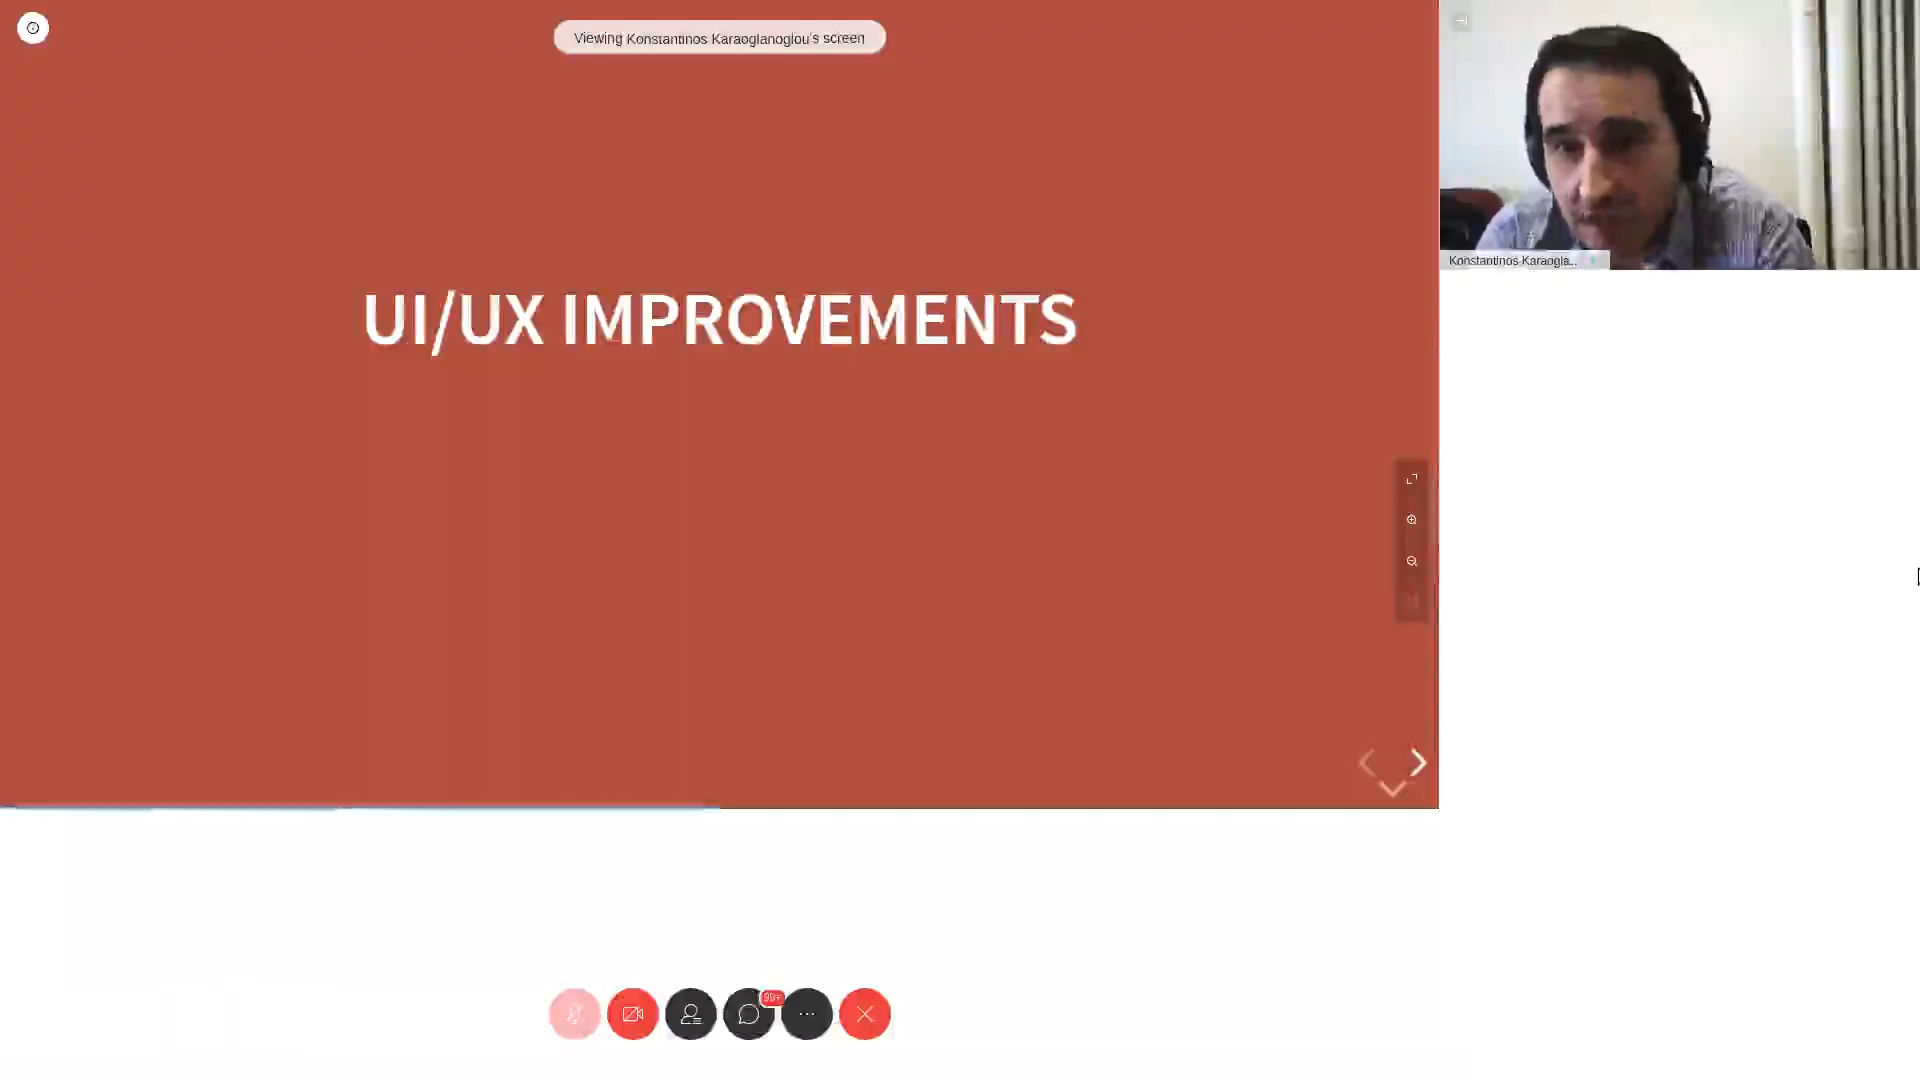 Viewing Konstantinos Karaoglanoglou's screen
Konstantinos Karaogla...
UI/UX IMPROVEMENTS
99+